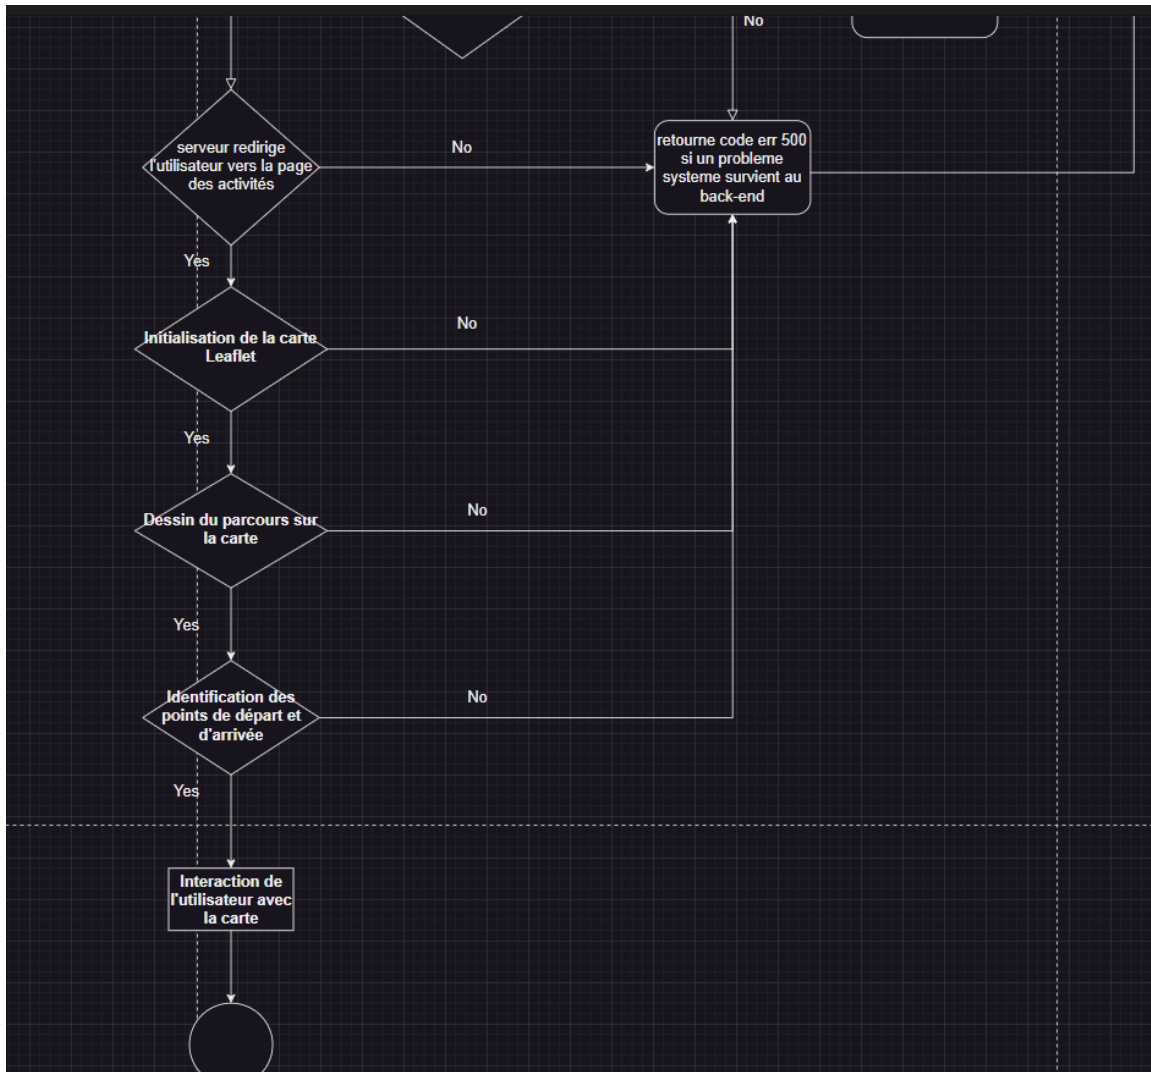 No
serveur redirige
l'utilisateur vers la page
des activités
No
retourne code err 500
si un probleme
systeme survient au
back-end
Yes
Initialisation de la carte
Leaflet
No
Yes
Dessin du parcours sur
la carte
No
Yes
Identification des
points de départ et
d'arrivée
No
Yes
Interaction de
l'utilisateur avec
la carte